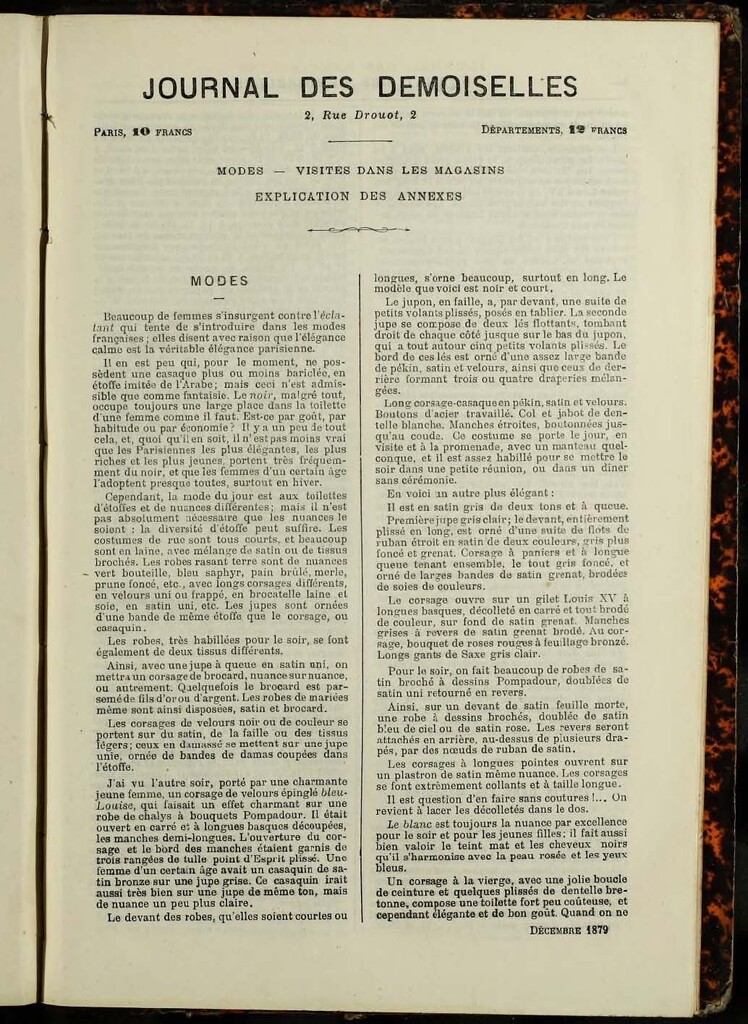 JOURNAL DES DEMOISELLES
2, Rue Drouot, 2
PARIS, 10 FRANCS
DÉPARTEMENTS, 12 FRANCS
MODES — VISITES DANS LES MAGASINS
EXPLICATION DES ANNEXES
MODES
Beaucoup de femmes s'insurgent contre l'écla-
tant qui tente de s'introduire dans les modes
françaises ; elles disent avec raison que l'élégance
calme est la véritable élégance parisienne.
Il en est peu qui, pour le moment, ne pos-
sèdent une casaque plus ou moins bariclée, en
étoffe imitée de l'Arabe; mais ceci n'est admis-
sible que comme fantaisie. Le noir, malgré tout,
occupe toujours une large place dans la toilette
d'une femme comme il faut. Est-ce par goût, par
habitude ou par économie? Il y a un peu de tout
cela, et, quoi qu'il en soit, il n'est pas moins vrai
que les Parisiennes les plus élégantes, les plus
riches et les plus jeunes, portent très fréquem-
ment du noir, et que les femmes d'un certain âge
l'adoptent presque toutes, surtout en hiver.
Cependant, la mode du jour est aux toilettes
d'étoffes et de nuances différentes; mais il n'est
pas absolument nécessaire que les nuances le
soient : la diversité d'étoffe peut suffire. Les
costumes de rue sont tous courts, et beaucoup
sont en laine, avec mélange de satin ou de tissus
brochés. Les robes rasant terre sont de nuances
vert bouteille, bleu saphyr, pain brûlé, merle,
prune foncé, etc., avec longs corsages différents,
en velours uni ou frappé, en brocatelle laine et
soie, en satin uni, etc. Les jupes sont ornées
d'une bande de même étoffe que le corsage, ou
casaquin.
Les robes, très habillées pour le soir, se font
également de deux tissus différents.
Ainsi, avec une jupe à queue en satin uni, on
mettra un corsage de brocard, nuance sur nuance,
ou autrement. Quelquefois le brocard est par-
semé de fils d'or ou d'argent. Les robes de mariées
même sont ainsi disposées, satin et brocard.
Les corsages de velours noir ou de couleur se
portent sur du satin, de la faille ou des tissus
légers; ceux en damassé se mettent sur une jupe
unie, ornée de bandes de damas coupées dans
l'étoffe.
J'ai vu l'autre soir, porté par une charmante
jeune femme, un corsage de velours épinglé bleu-
Louise, qui faisait un effet charmant sur une
robe de chalys à bouquets Pompadour. Il était
ouvert en carré et à longues basques découpées,
les manches demi-longues. L'ouverture du cor-
sage et le bord des manches étaient garnis de
trois rangées de tulle point d'Esprit plissé. Une
femme d'un certain âge avait un casaquin de sa-
tin bronze sur une jupe grise. Ce casaquin irait
aussi très bien sur une jupe de même ton, mais
de nuance un peu plus claire.
Le devant des robes, qu'elles soient courtes ou
longues, s'orne beaucoup, surtout en long. Le
modèle que voici est noir et court.
Le jupon, en faille, a, par devant, une suite de
petits volants plissés, posés en tablier. La seconde
jupe se compose de deux lés flottants, tombant
droit de chaque côté jusque sur le bas du jupon,
qui a tout autour cinq petits volants plissés. Le
bord de ces lés est orné d'une assez large bande
de pékin, satin et velours, ainsi que ceux de der-
rière formant trois ou quatre draperies mélan-
gées.
Long corsage-casaque en pékin, satin et velours.
Boutons d'acier travaillé. Col et jabot de den-
telle blanche. Manches étroites, boutonnées jus-
qu'au coude. Ce costume se porte le jour, en
visite et à la promenade, avec un manteau quel-
conque, et il est assez habillé pour se mettre le
soir dans une petite réunion, ou dans un dîner
sans cérémonie.
En voici un autre plus élégant :
Il est en satin gris de deux tons et à queue.
Première jupe gris clair; le devant, entièrement
plissé en long, est orné d'une suite de flots de
ruban étroit en satin de deux couleurs, gris plus
foncé et grenat. Corsage à paniers et à longue
queue tenant ensemble, le tout gris foncé, et
orné de larges bandes de satin grenat, brodées
de soies de couleurs.
Le corsage ouvre sur un gilet Louis XV à
longues basques, décolleté en carré et tout brodé
de couleur, sur fond de satin grenat. Manches
grises à revers de satin grenat brodé. Au cor-
sage, bouquet de roses rouges à feuillage bronzé.
Longs gants de Saxe gris clair.
Pour le soir, on fait beaucoup de robes de sa-
tin broché à dessins Pompadour, doublées de
satin uni retourné en revers.
Ainsi, sur un devant de satin feuille morte,
une robe à dessins brochés, doublée de satin
bleu de ciel ou de satin rose. Les revers seront
attachés en arrière, au-dessus de plusieurs dra-
pés, par des nœuds de ruban de satin.
Les corsages à longues pointes ouvrent sur
un plastron de satin même nuance. Les corsages
se font extrèmement collants et à taille longue.
Il est question d'en faire sans coutures !... On
revient à lacer les décolletés dans le dos.
Le blanc est toujours la nuance par excellence
pour le soir et pour les jeunes filles; il fait aussi
bien valoir le teint mat et les cheveux noirs
qu'il s'harmonise avec la peau rosée et les yeux
bleus.
Un corsage à la vierge, avec une jolie boucle
de ceinture et quelques plissés de dentelle bre-
tonne, compose une toilette fort peu coûteuse, et
cependant élégante et de bon goût. Quand on ne
DÉCEMBRE 1879